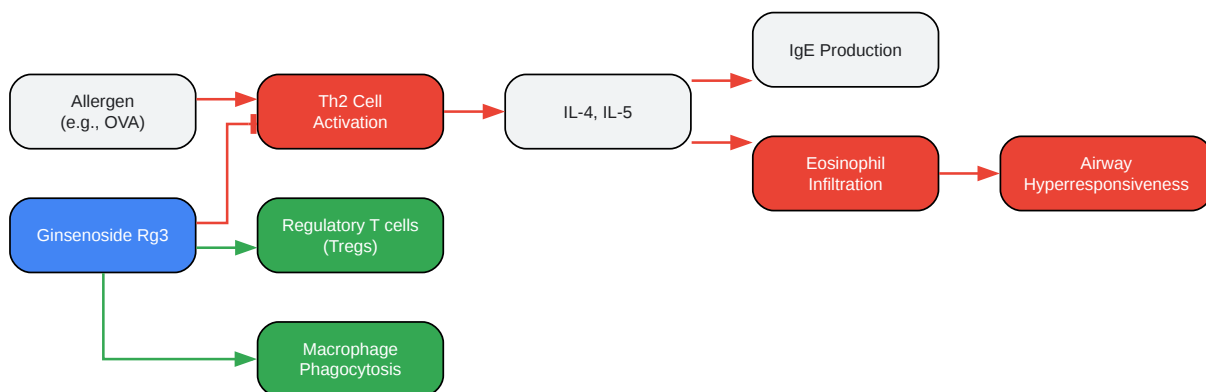 Allergen
(e.g., OVA)
Th2 Cell
Activation
IL-4, IL-5
IgE Production
Eosinophil
Infiltration
Airway
Hyperresponsiveness
Ginsenoside Rg3
Regulatory T cells
(Tregs)
Macrophage
Phagocytosis